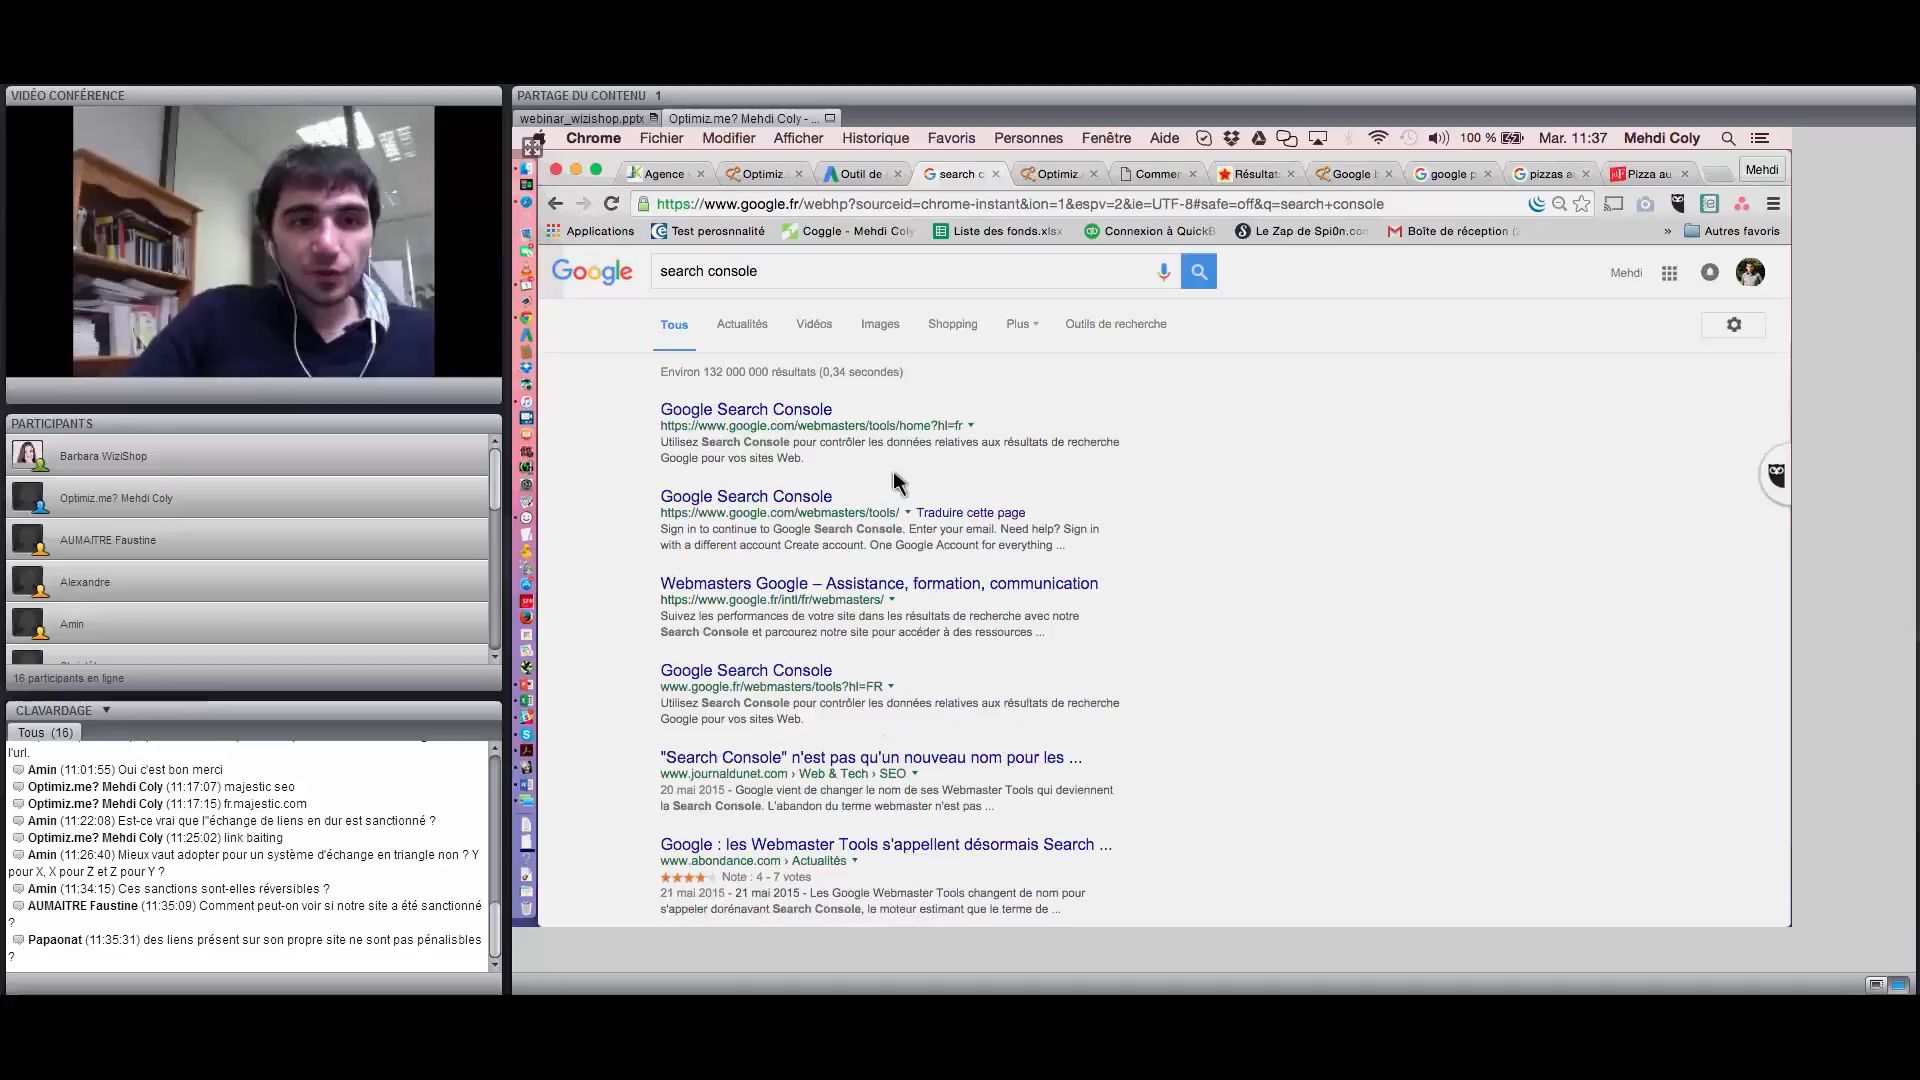 VIDÉO CONFÉRENCE
PARTICIPANTS
Barbara WiziShop
Optimiz.me? Mehdi Coly
AUMAITRE Faustine
Alexandre
Amin
16 participants en ligne
CLAVARDAGE
Tous (16)
l'url.
Amin (11:01:55) Oui c'est bon merci
Optimiz.me? Mehdi Coly (11:17:07) majestic seo
Optimiz.me? Mehdi Coly (11:17:15) fr.majestic.com
Amin (11:22:08) Est-ce vrai que l"échange de liens en dur est sanctionné ?
Optimiz.me? Mehdi Coly (11:25:02) link baiting
Amin (11:26:40) Mieux vaut adopter pour un système d'échange en triangle non ? Y
pour X, X pour Z et Z pour Y ?
Amin (11:34:15) Ces sanctions sont-elles réversibles ?
AUMAITRE Faustine (11:35:09) Comment peut-on voir si notre site a été sanctionné
?
Papaonat (11:35:31) des liens présent sur son propre site ne sont pas pénalisbles
?
PARTAGE DU CONTENU 1
webinar_wizishop.pptx Optimiz.me? Mehdi Coly - ...
Chrome Fichier Modifier Afficher Historique Favoris Personnes Fenêtre Aide 100 % Mar. 11:37 Mehdi Coly
Agence Optimiz. Outil de search c Optimiz. Commer Résultat Google b google p pizzas au Pizza au Mehdi
https://www.google.fr/webhp?sourceid=chrome-instant&ion=1&espv=2&ie=UTF-8#safe=off&q=search+console
Applications Test perosnnalité Coggle - Mehdi Coly Liste des fonds.xlsx Connexion à QuickB Le Zap de Spi0n.con Boîte de réception (2 » Autres favoris
Google search console Mehdi
Tous Actualités Vidéos Images Shopping Plus Outils de recherche
Environ 132 000 000 résultats (0,34 secondes)
Google Search Console
https://www.google.com/webmasters/tools/home?hl=fr
Utilisez Search Console pour contrôler les données relatives aux résultats de recherche
Google pour vos sites Web.
Google Search Console
https://www.google.com/webmasters/tools/ Traduire cette page
Sign in to continue to Google Search Console. Enter your email. Need help? Sign in
with a different account Create account. One Google Account for everything ...
Webmasters Google – Assistance, formation, communication
https://www.google.fr/intl/fr/webmasters/
Suivez les performances de votre site dans les résultats de recherche avec notre
Search Console et parcourez notre site pour accéder à des ressources ...
Google Search Console
www.google.fr/webmasters/tools?hl=FR
Utilisez Search Console pour contrôler les données relatives aux résultats de recherche
Google pour vos sites Web.
"Search Console" n'est pas qu'un nouveau nom pour les ...
www.journaldunet.com › Web & Tech › SEO
20 mai 2015 - Google vient de changer le nom de ses Webmaster Tools qui deviennent
la Search Console. L'abandon du terme webmaster n'est pas ...
Google : les Webmaster Tools s'appellent désormais Search ...
www.abondance.com › Actualités
Note : 4 - 7 votes
21 mai 2015 - 21 mai 2015 - Les Google Webmaster Tools changent de nom pour
s'appeler dorénavant Search Console, le moteur estimant que le terme de ...